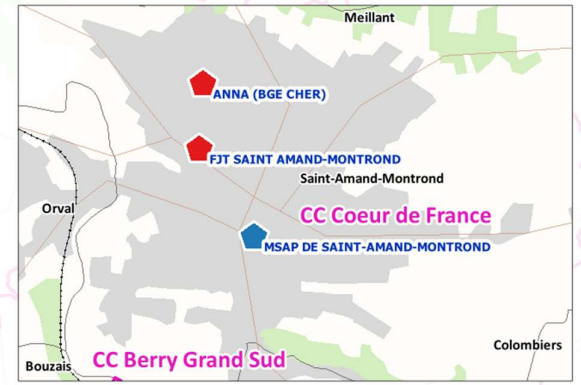 Meillant
ANNA (BGE CHER)
FJT SAINT AMAND-MONTROND
Saint-Amand-Montrond
Orval
CC Coeur de France
MSAP DE SAINT-AMAND-MONTROND
Colombiers
CC Berry Grand Sud
Bouzais